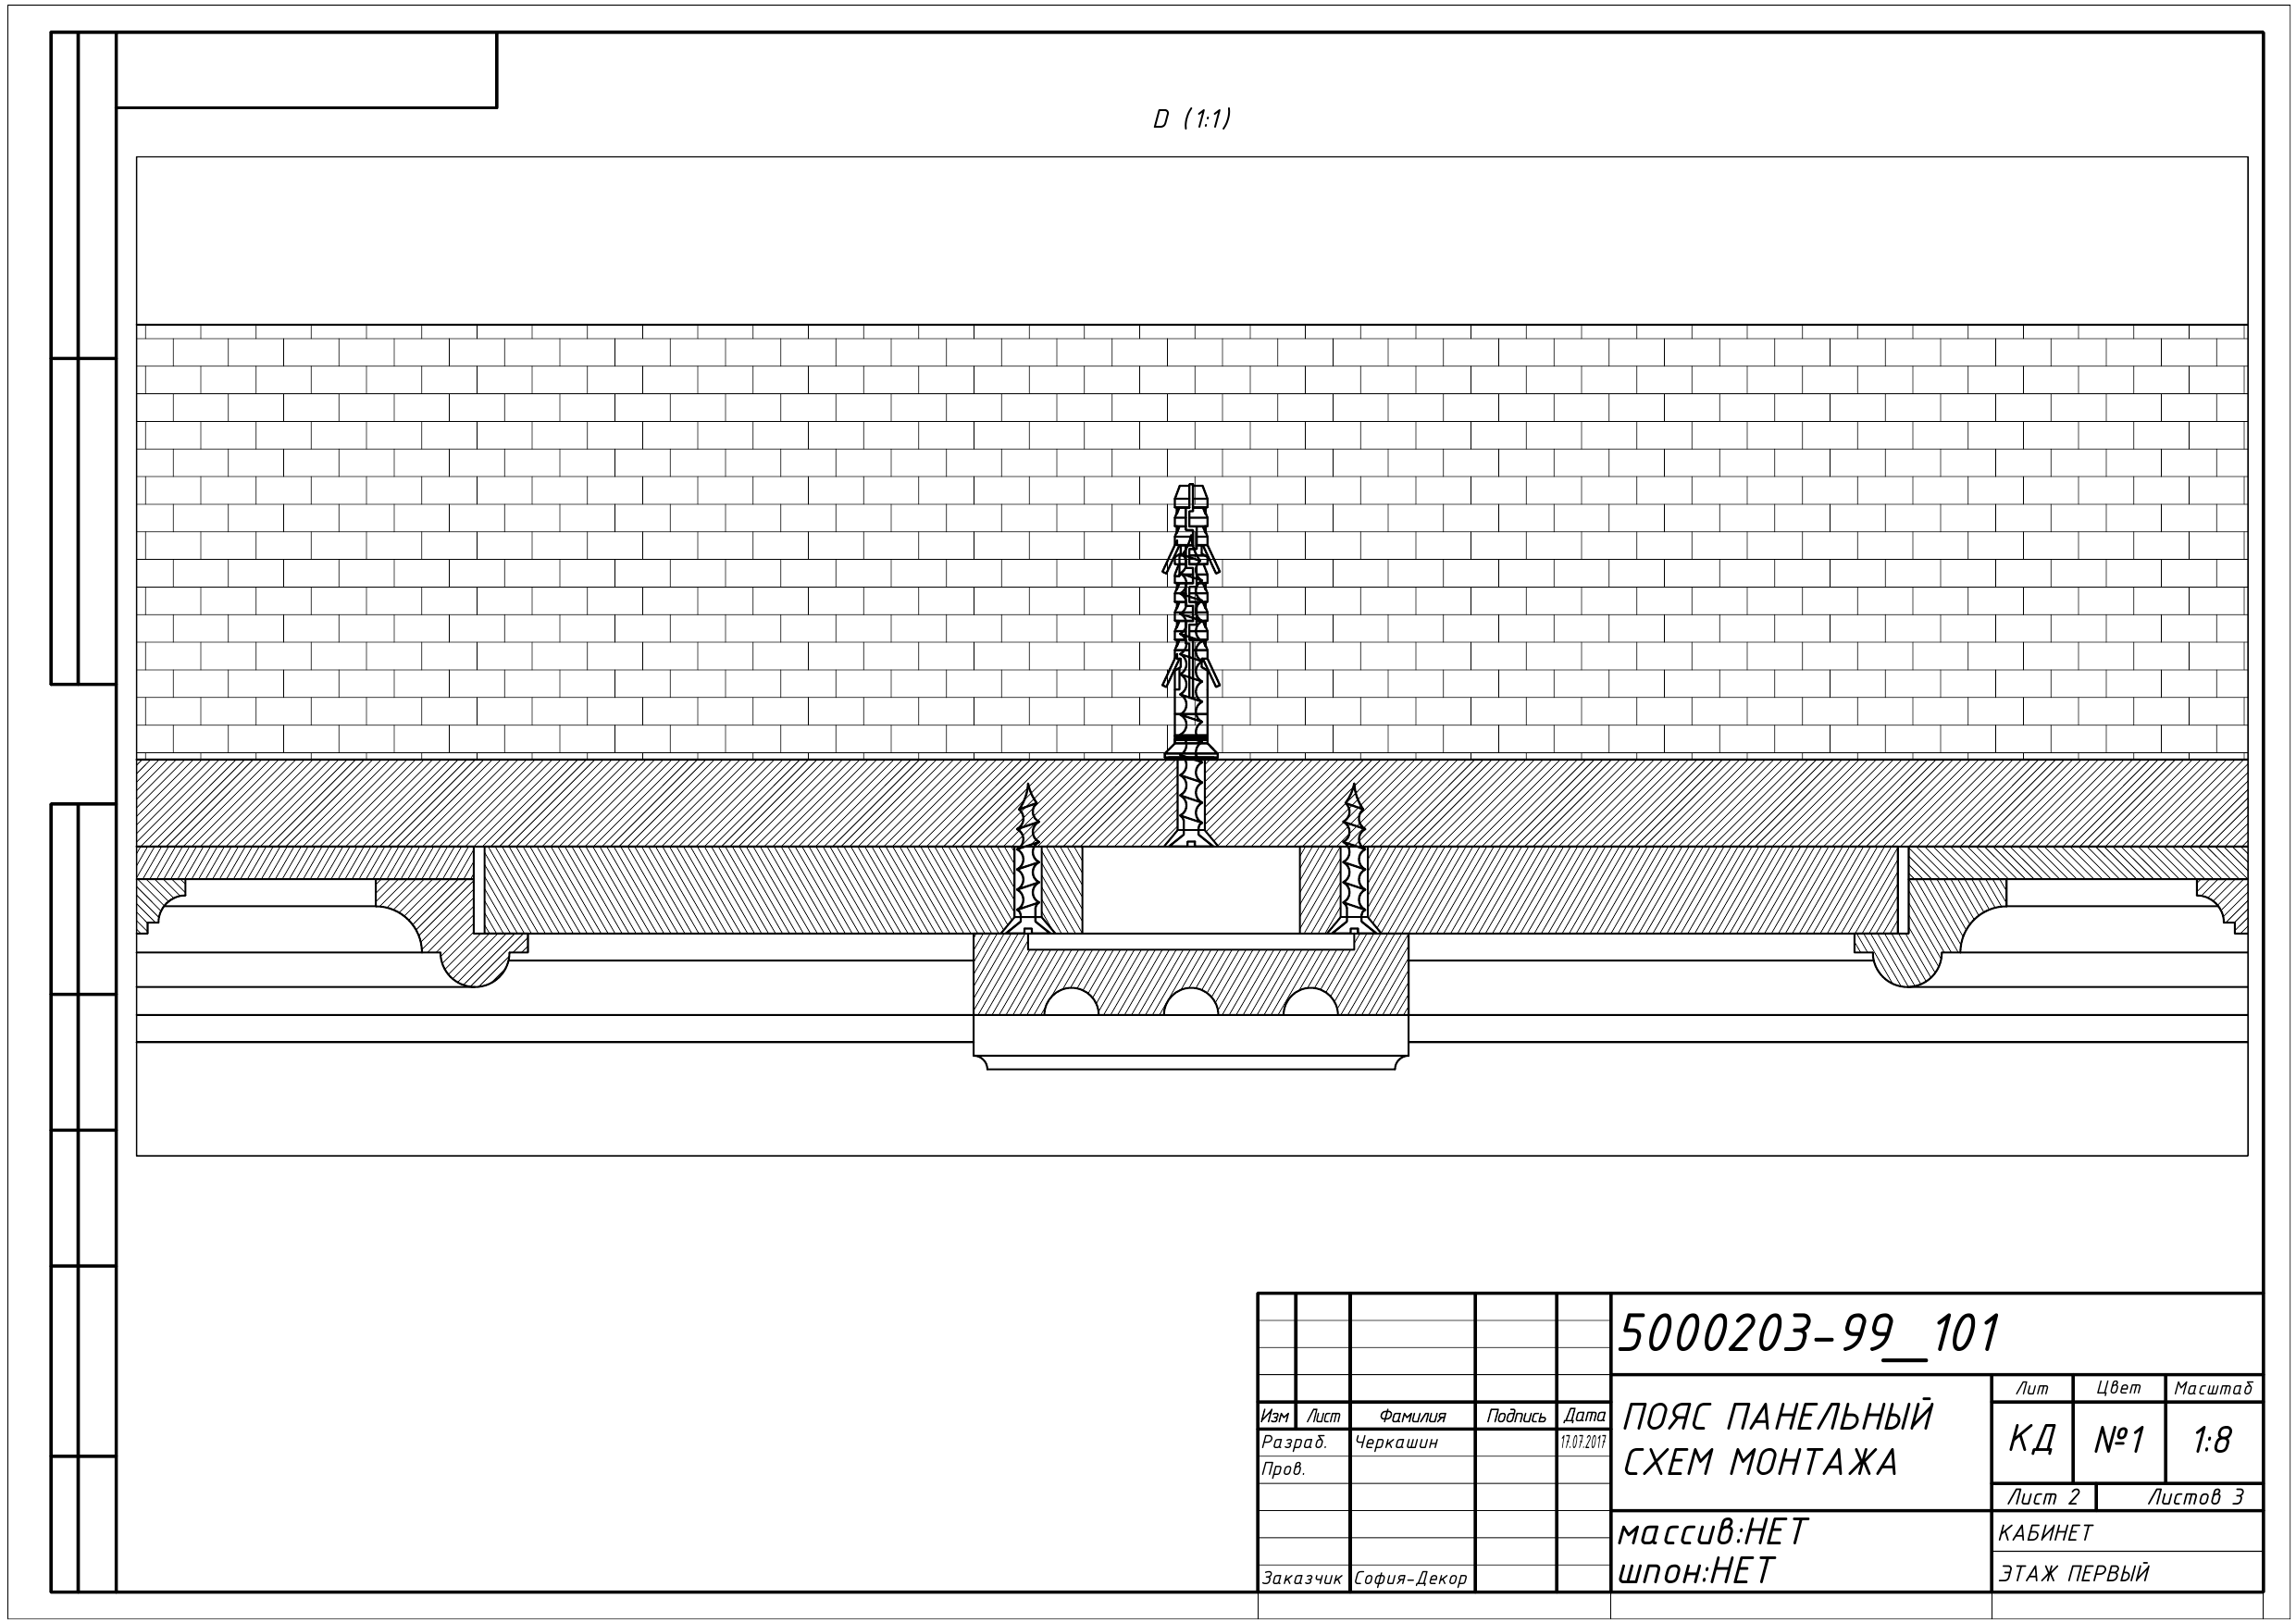 D (1:1)
5000203-99_101
ПОЯС ПАНЕЛЬНЫЙ
СХЕМ МОНТАЖА
Лит Цвет Масштаб
КД №1 1:8
Лист 2 Листов 3
Изм Лист Фамилия Подпись Дата
Разраб. Черкашин 17.07.2017
Пров.
Заказчик София-Декор
массив:НЕТ
шпон:НЕТ
КАБИНЕТ
ЭТАЖ ПЕРВЫЙ